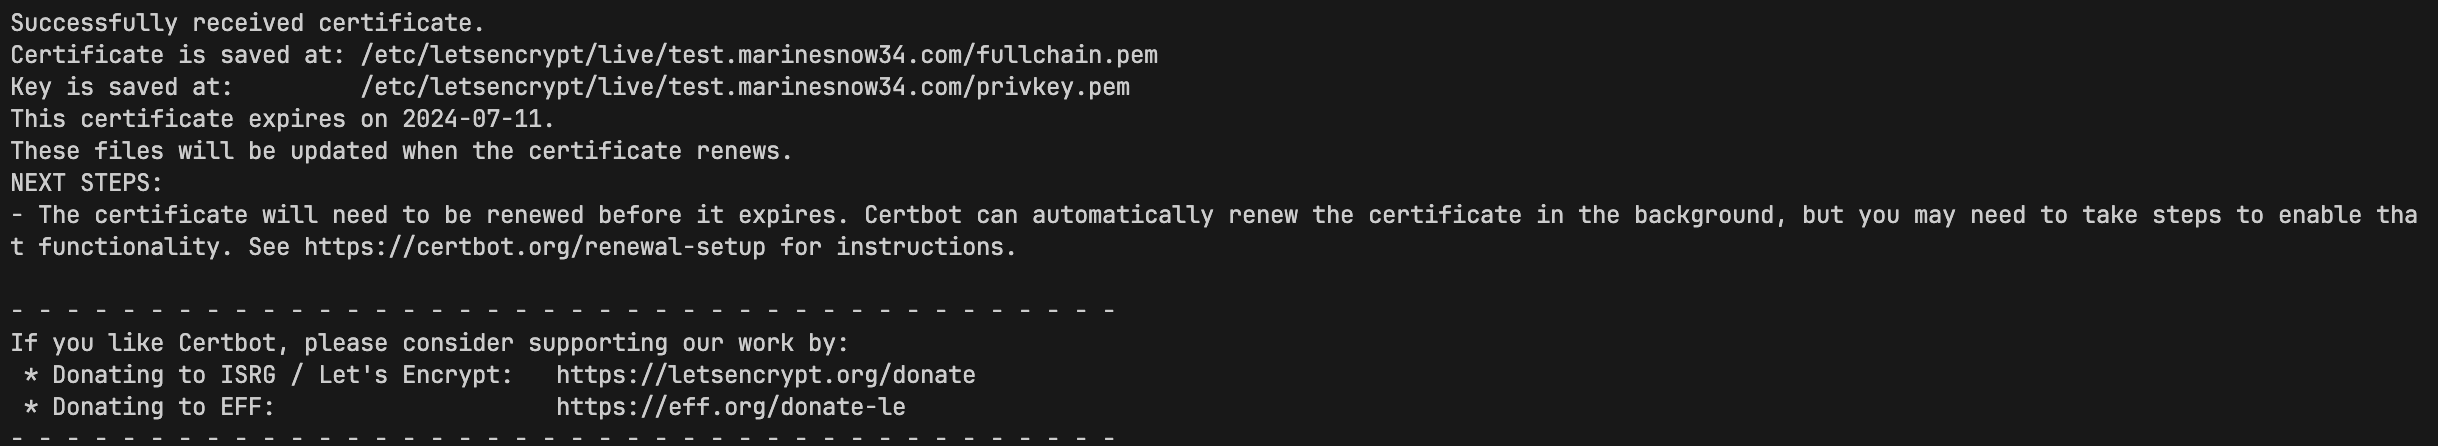 Successfully received certificate.
Certificate is saved at: /etc/letsencrypt/live/test.marinesnow34.com/fullchain.pem
Key is saved at:         /etc/letsencrypt/live/test.marinesnow34.com/privkey.pem
This certificate expires on 2024-07-11.
These files will be updated when the certificate renews.
NEXT STEPS:
- The certificate will need to be renewed before it expires. Certbot can automatically renew the certificate in the background, but you may need to take steps to enable tha
t functionality. See https://certbot.org/renewal-setup for instructions.

- - - - - - - - - - - - - - - - - - - - - - - - - - - - - - - - - - - - - - - -
If you like Certbot, please consider supporting our work by:
 * Donating to ISRG / Let's Encrypt:   https://letsencrypt.org/donate
 * Donating to EFF:                    https://eff.org/donate-le
- - - - - - - - - - - - - - - - - - - - - - - - - - - - - - - - - - - - - - - -